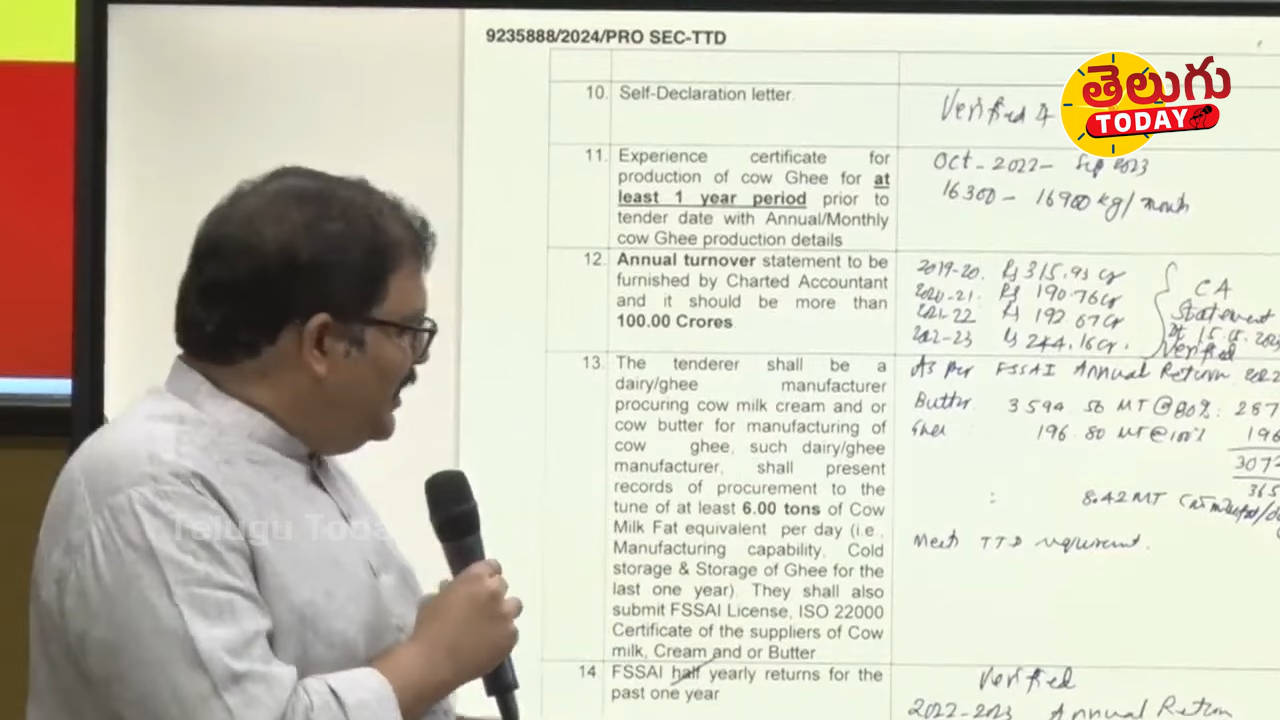 9235888/2024/PRO SEC-TTD
తెలుగు
TODAY
10. Self-Declaration letter.
Verified &
11. Experience certificate for
production of cow Ghee for at
least 1 year period prior to
tender date with Annual/Monthly
cow Ghee production details
Oct - 2022 - Sep 2023
16300 - 16900 kg/month
12. Annual turnover statement to be
furnished by Charted Accountant
and it should be more than
100.00 Crores
2019-20. Rs 315.93 Cr
2020-21. Rs 190.76 Cr
2021-22 Rs 192.67 Cr
2022-23 Rs 244.16 Cr.
CA
Statement
Verified
13. The tenderer shall be a
dairy/ghee manufacturer
procuring cow milk cream and or
cow butter for manufacturing of
cow ghee, such dairy/ghee
manufacturer, shall present
records of procurement to the
tune of at least 6.00 tons of Cow
Milk Fat equivalent per day (i.e.,
Manufacturing capability, Cold
storage & Storage of Ghee for the
last one year). They shall also
submit FSSAI License, ISO 22000
Certificate of the suppliers of Cow
milk, Cream and or Butter
As per FSSAI Annual Return 202
Butter 3594.56 MT @80%: 287
Ghee 196.80 MT @100% 196
307
365
: 8.42 MT
Meets TTD requirement.
14. FSSAI half yearly returns for the
past one year
Verified
2022-2023 Annual Return
Telugu Today